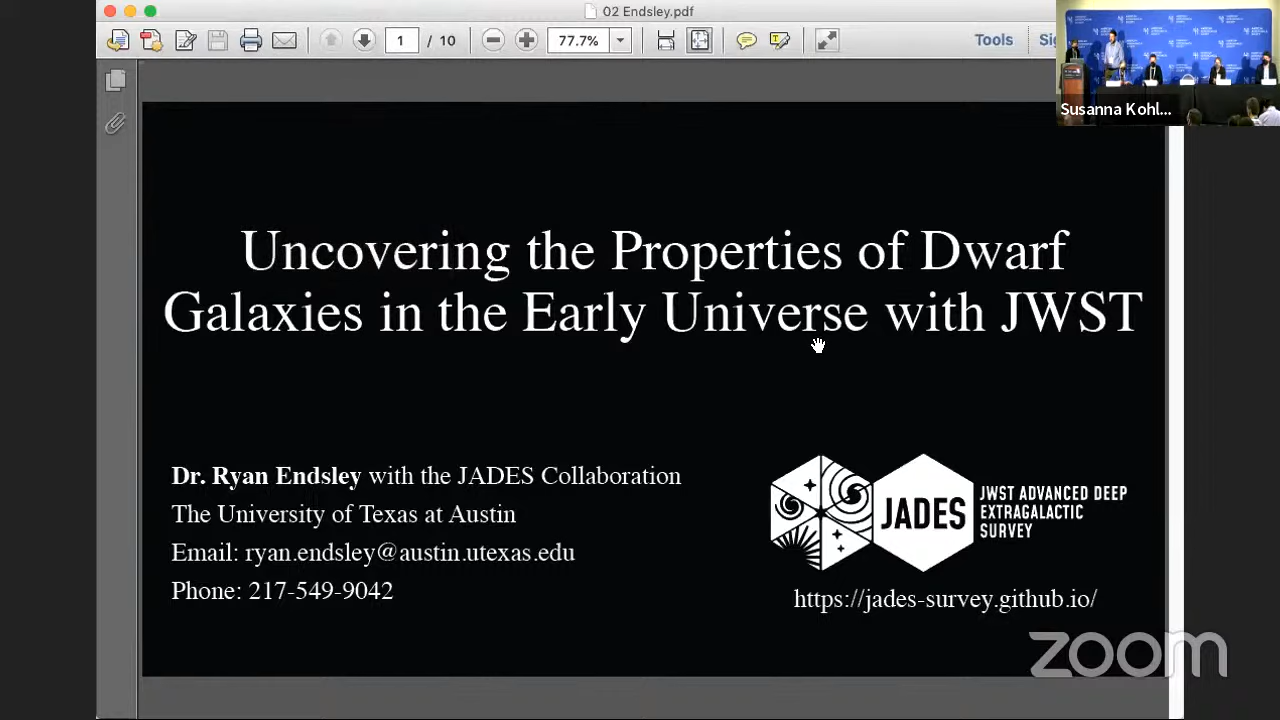 02 Endsley.pdf
1 / 10
77.7%
Tools
Si
Susanna Kohl...
Uncovering the Properties of Dwarf
Galaxies in the Early Universe with JWST
Dr. Ryan Endsley with the JADES Collaboration
The University of Texas at Austin
Email: ryan.endsley@austin.utexas.edu
Phone: 217-549-9042
JADES
JWST ADVANCED DEEP
EXTRAGALACTIC
SURVEY
https://jades-survey.github.io/
zoom